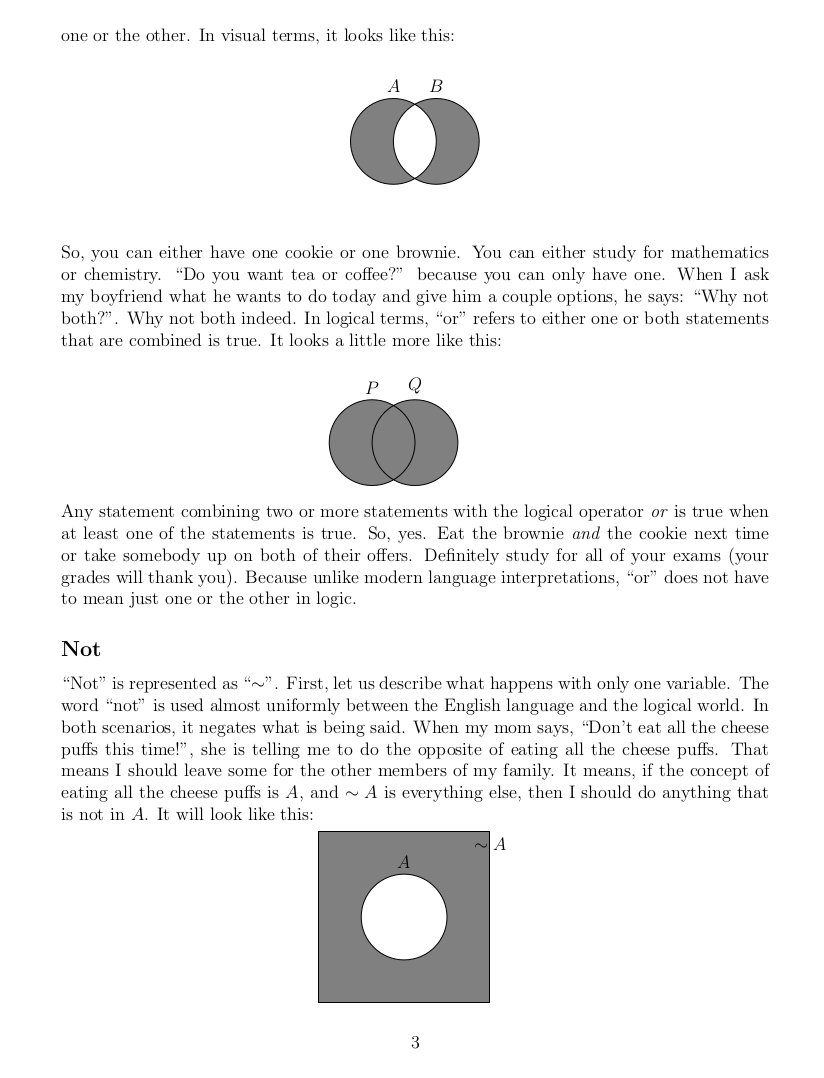 one or the other. In visual terms, it looks like this:
A B
So, you can either have one cookie or one brownie. You can either study for mathematics
or chemistry. “Do you want tea or coffee?” because you can only have one. When I ask
my boyfriend what he wants to do today and give him a couple options, he says: “Why not
both?”. Why not both indeed. In logical terms, “or” refers to either one or both statements
that are combined is true. It looks a little more like this:
P Q
Any statement combining two or more statements with the logical operator or is true when
at least one of the statements is true. So, yes. Eat the brownie and the cookie next time
or take somebody up on both of their offers. Definitely study for all of your exams (your
grades will thank you). Because unlike modern language interpretations, “or” does not have
to mean just one or the other in logic.
Not
“Not” is represented as “∼”. First, let us describe what happens with only one variable. The
word “not” is used almost uniformly between the English language and the logical world. In
both scenarios, it negates what is being said. When my mom says, “Don’t eat all the cheese
puffs this time!”, she is telling me to do the opposite of eating all the cheese puffs. That
means I should leave some for the other members of my family. It means, if the concept of
eating all the cheese puffs is A, and ∼ A is everything else, then I should do anything that
is not in A. It will look like this:
∼ A
A
3